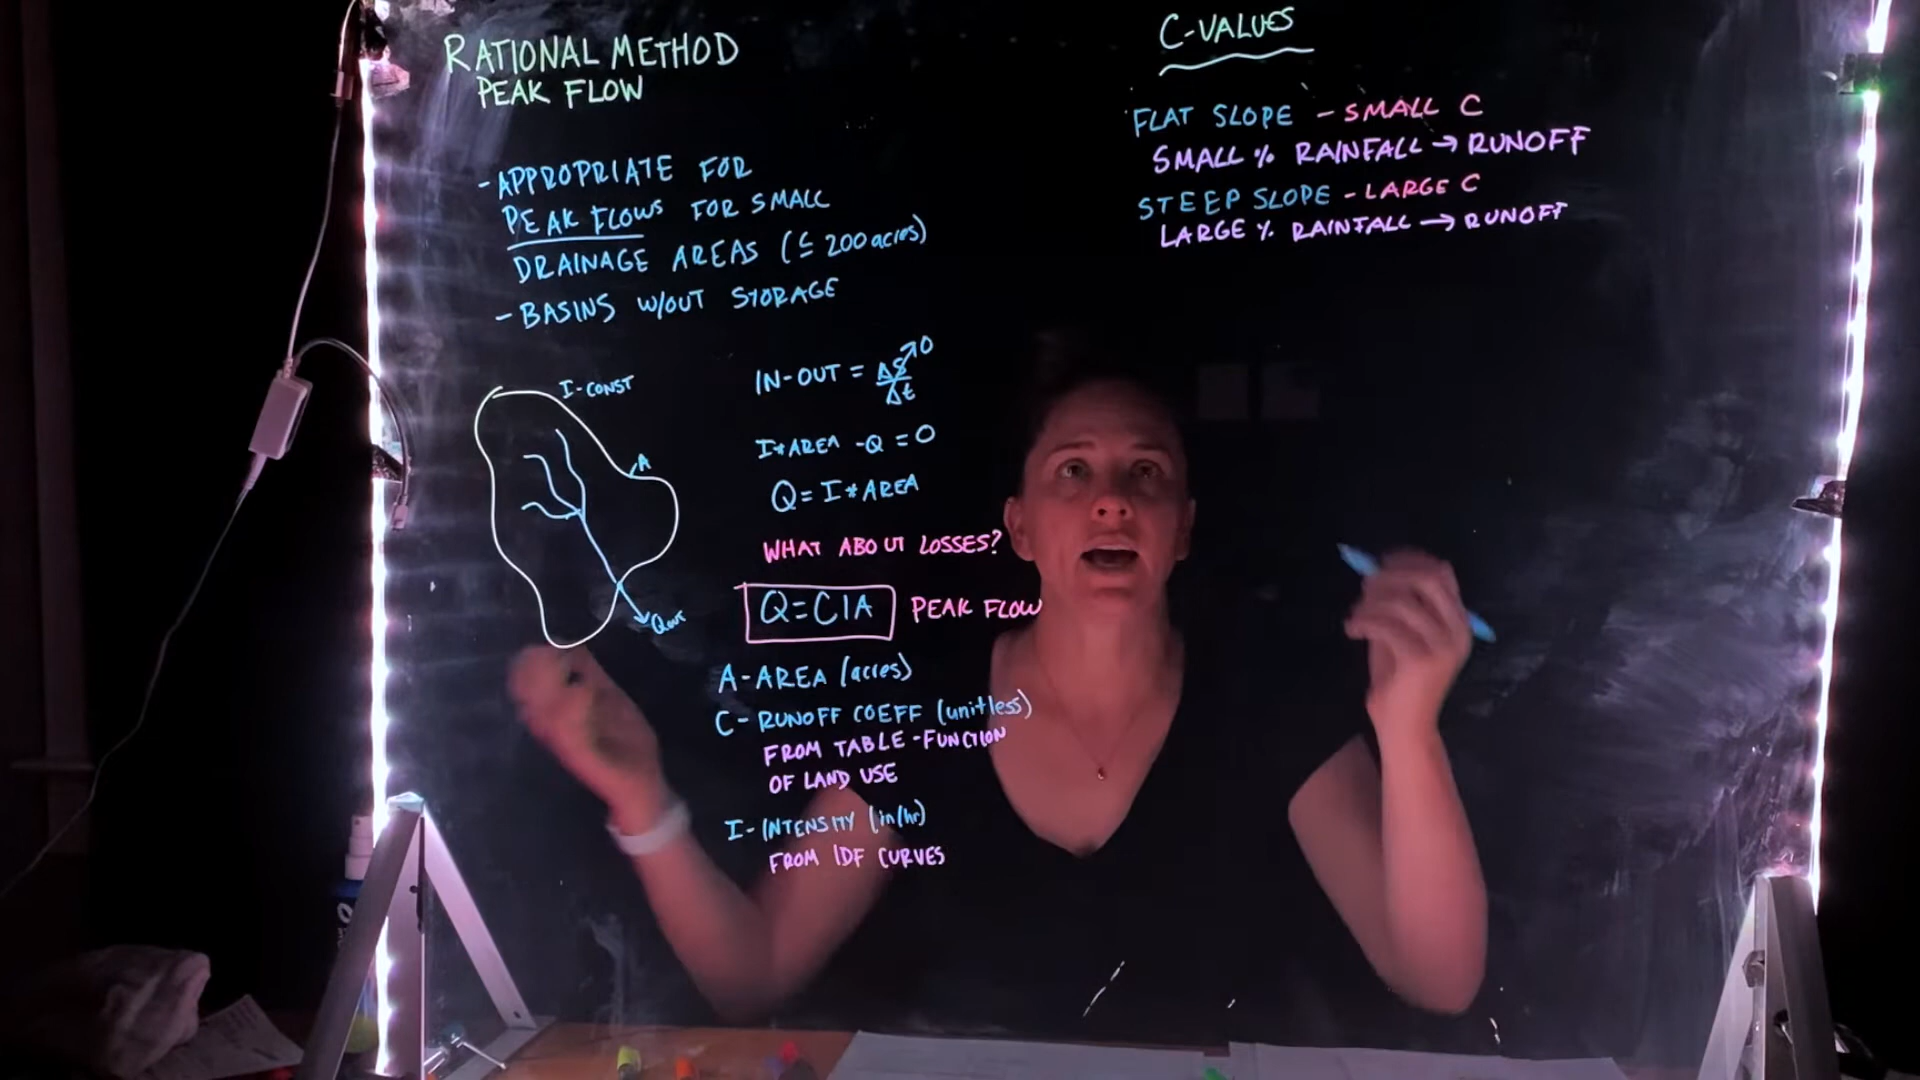 RATIONAL METHOD
PEAK FLOW
-APPROPRIATE FOR
PEAK FLOWS FOR SMALL
DRAINAGE AREAS (≤ 200 acres)
- BASINS W/OUT STORAGE
I-CONST
A
Qout
IN-OUT = ΔS/Δt → 0
I*AREA -Q = 0
Q = I*AREA
WHAT ABOUT LOSSES?
Q=CIA PEAK FLOW
A-AREA (acres)
C- RUNOFF COEFF (unitless)
FROM TABLE-FUNCTION
OF LAND USE
I-INTENSITY (in/hr)
FROM IDF CURVES
C-VALUES
FLAT SLOPE - SMALL C
SMALL % RAINFALL → RUNOFF
STEEP SLOPE - LARGE C
LARGE % RAINFALL → RUNOFF